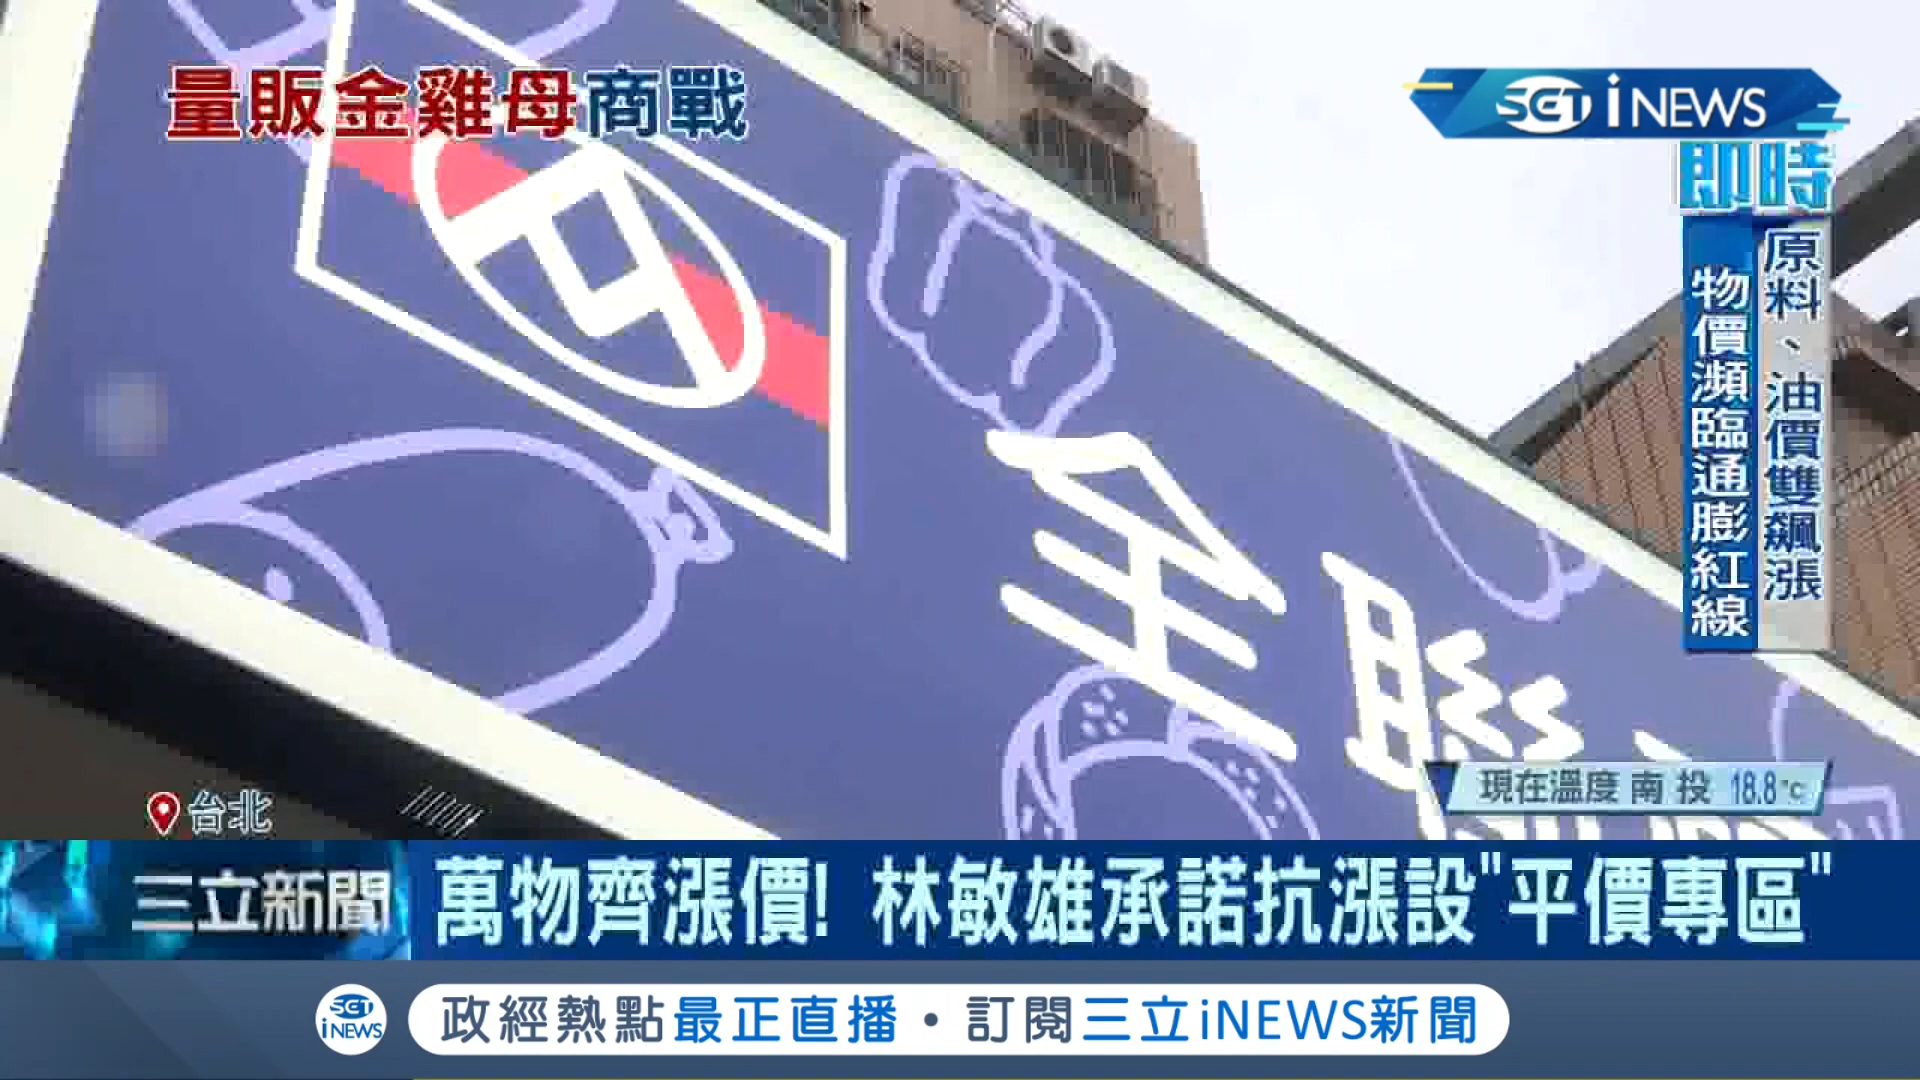 量販金雞母商戰
SET iNEWS
即時
原料、油價雙飆漲
物價瀕臨通膨紅線
全聯
現在溫度 南投 18.8°C
台北
三立新聞
萬物齊漲價! 林敏雄承諾抗漲設"平價專區"
SET iNEWS
政經熱點最正直播・訂閱三立iNEWS新聞